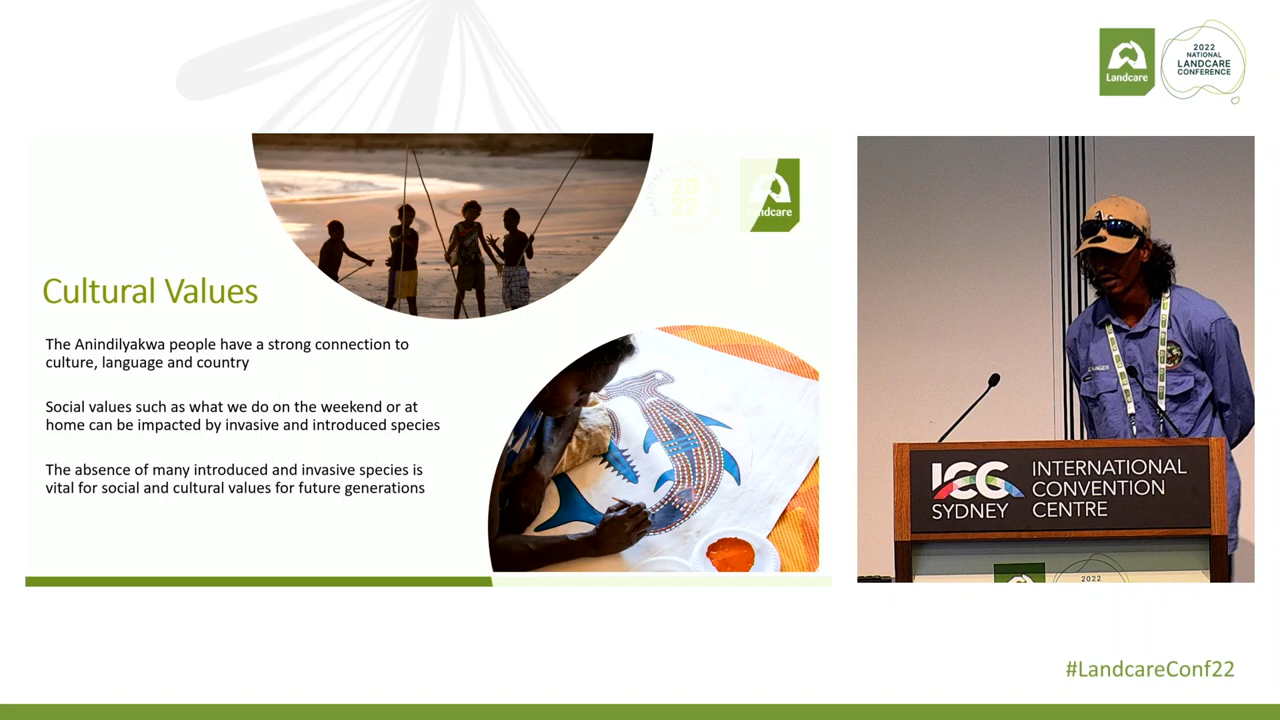 Landcare
2022
NATIONAL
LANDCARE
CONFERENCE
20
22
Landcare
Cultural Values
The Anindilyakwa people have a strong connection to
culture, language and country
Social values such as what we do on the weekend or at
home can be impacted by invasive and introduced species
The absence of many introduced and invasive species is
vital for social and cultural values for future generations
ICC
SYDNEY
INTERNATIONAL
CONVENTION
CENTRE
2022
#LandcareConf22